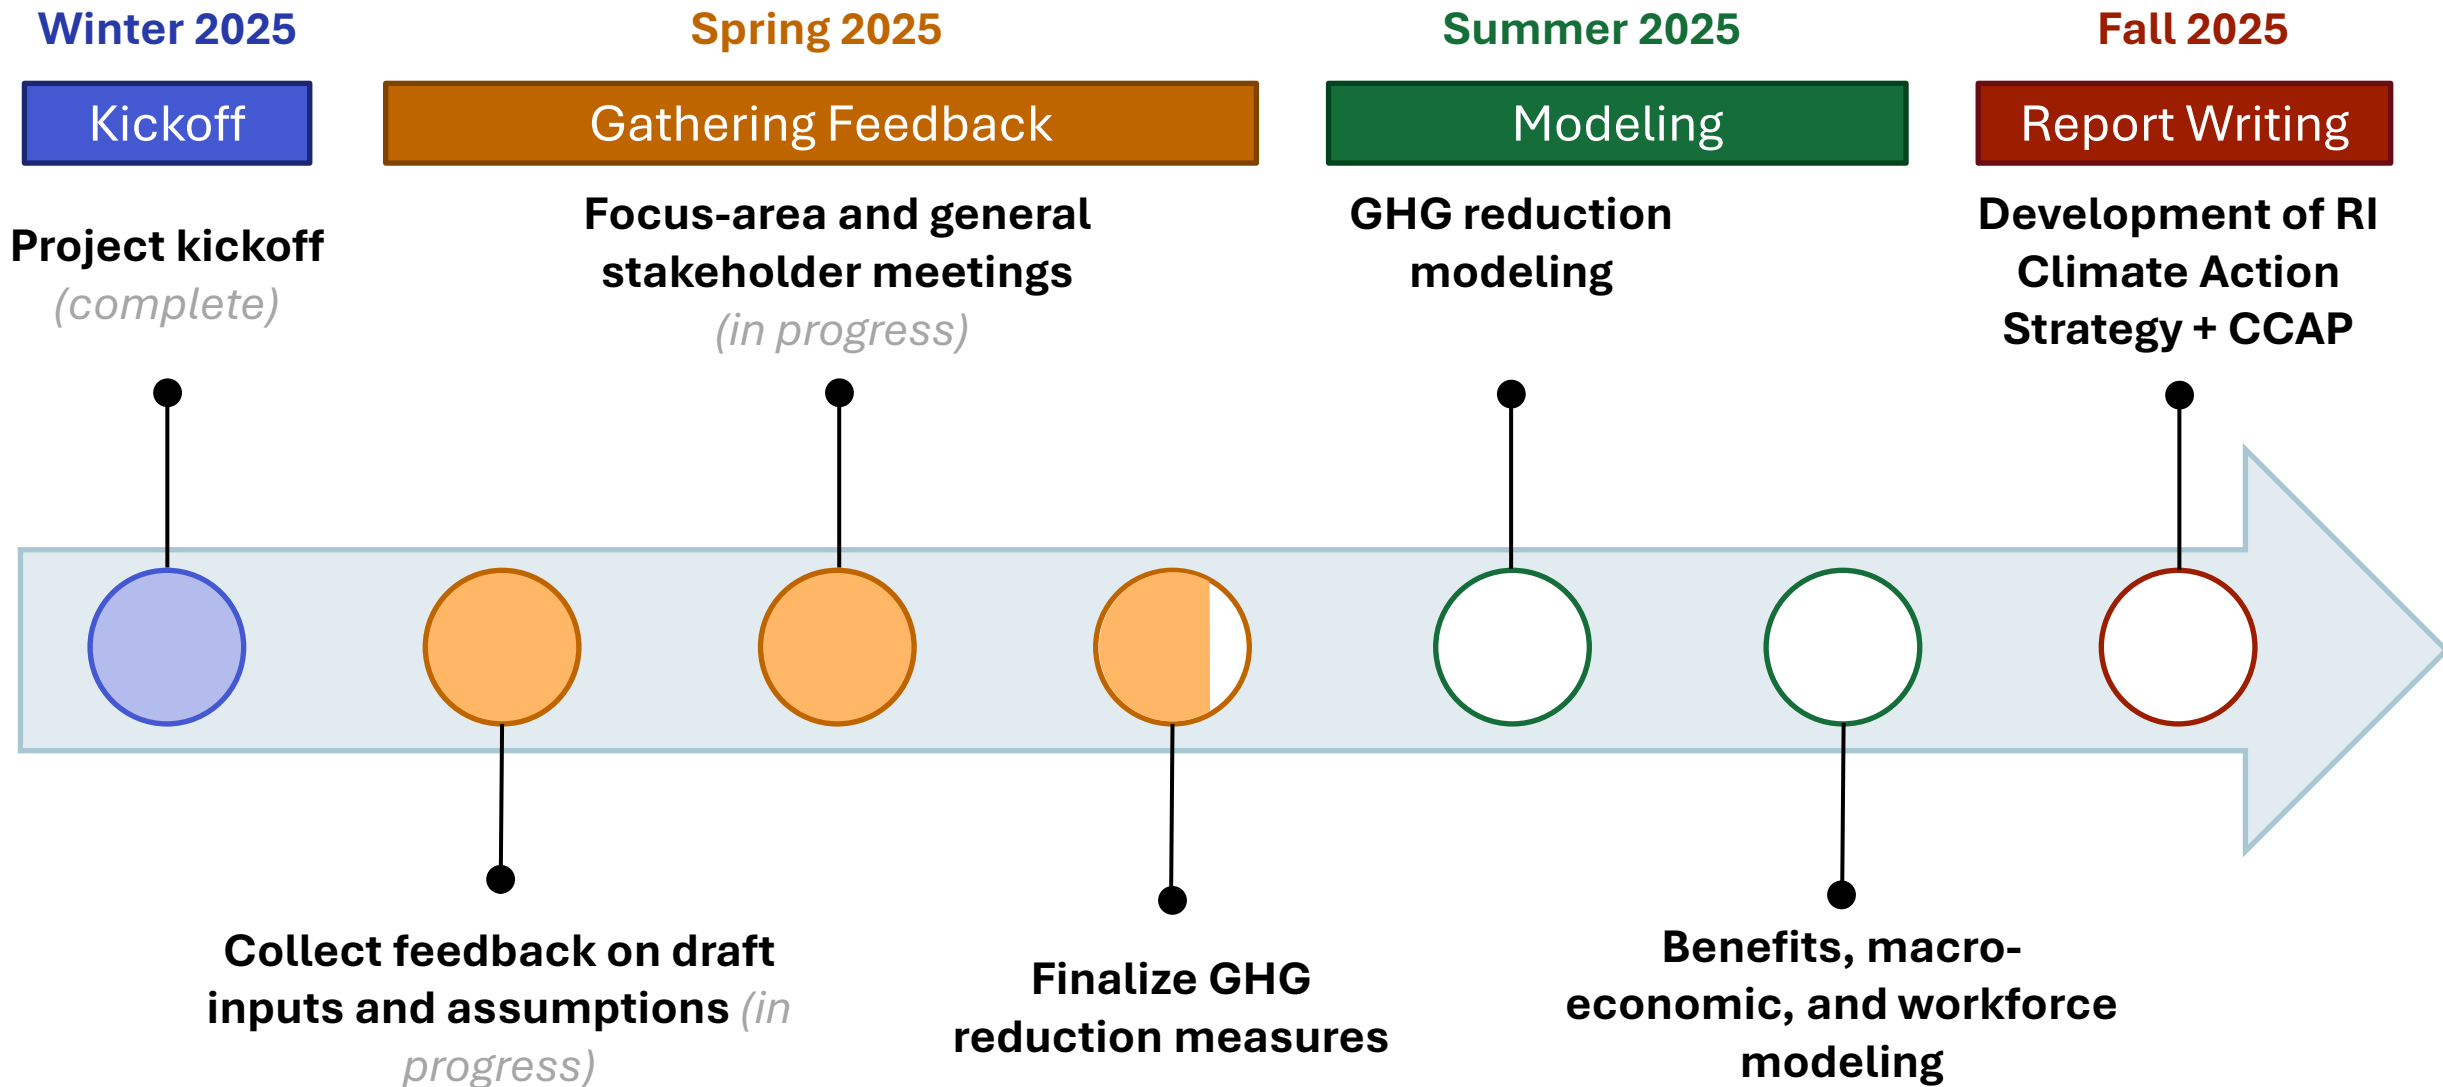 Winter 2025
Spring 2025
Summer 2025
Fall 2025
Kickoff
Gathering Feedback
Modeling
Report Writing
Project kickoff
(complete)
Focus-area and general
stakeholder meetings
(in progress)
GHG reduction
modeling
Development of RI
Climate Action
Strategy + CCAP
Collect feedback on draft
inputs and assumptions (in
progress)
Finalize GHG
reduction measures
Benefits, macro-
economic, and workforce
modeling